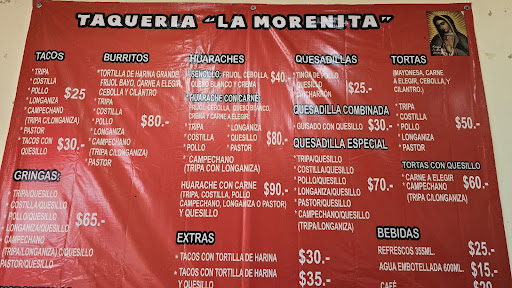 TAQUERIA “LA MORENITA”
TACOS
* TRIPA
* COSTILLA
* POLLO
* LONGANIZA
* CAMPECHANO
(TRIPA C/LONGANIZA)
* PASTOR
$25
* TACOS CON
QUESILLO
$30.-
GRINGAS:
* TRIPA/QUESILLO
* COSTILLA/QUESILLO
* POLLO/QUESILLO
* LONGANIZA/QUESILLO
CAMPECHANO
(TRIPA/LONGANIZA) C/QUESILLO
PASTOR/QUESILLO
$65.-
BURRITOS
*TORTILLA DE HARINA GRANDE
FRIJOL BAYO, CARNE A ELEGIR
CEBOLLA Y CILANTRO.
* TRIPA
* COSTILLA
* POLLO
* LONGANIZA
* CAMPECHANO
(TRIPA C/LONGANIZA)
* PASTOR
$80.-
HUARACHES
* SENCILLO: FRIJOL, CEBOLLA,
QUESO BLANCO Y CREMA
$40.-
* HUARACHE CON CARNE:
FRIJOL, CEBOLLA, QUESO BLANCO,
CREMA Y CARNE A ELEGIR
* TRIPA
* COSTILLA
* POLLO
* LONGANIZA
* QUESILLO
* PASTOR
* CAMPECHANO
(TRIPA CON LONGANIZA)
$80.-
HUARACHE CON CARNE
(TRIPA, COSTILLA, POLLO
CAMPECHANO, LONGANIZA O PASTOR)
Y QUESILLO
$90.-
EXTRAS
* TACOS CON TORTILLA DE HARINA
$30.-
* TACOS CON TORTILLA DE HARINA
Y QUESILLO
$35.-
QUESADILLAS
* TINGA DE POLLO
* QUESILLO
* CHICHARRÓN
$25.-
QUESADILLA COMBINADA
* GUISADO CON QUESILLO
$30.-
QUESADILLA ESPECIAL
* TRIPA/QUESILLO
* COSTILLA/QUESILLO
* POLLO/QUESILLO
* LONGANIZA/QUESILLO
* PASTOR/QUESILLO
* CAMPECHANO/QUESILLO
(TRIPA/LONGANIZA)
$70.-
TORTAS
(MAYONESA, CARNE
A ELEGIR, CEBOLLA, Y
CILANTRO.)
* TRIPA
* COSTILLA
* POLLO
* LONGANIZA
* PASTOR
* CAMPECHANO
(TRIPA/LONGANIZA)
$50.-
TORTAS CON QUESILLO
* CARNE A ELEGIR
* CAMPECHANO
(TRIPA C/LONGANIZA)
$60.-
BEBIDAS
REFRESCOS 355ML.
$25.-
AGUA EMBOTELLADA 600ML.
$15.-
CAFÉ